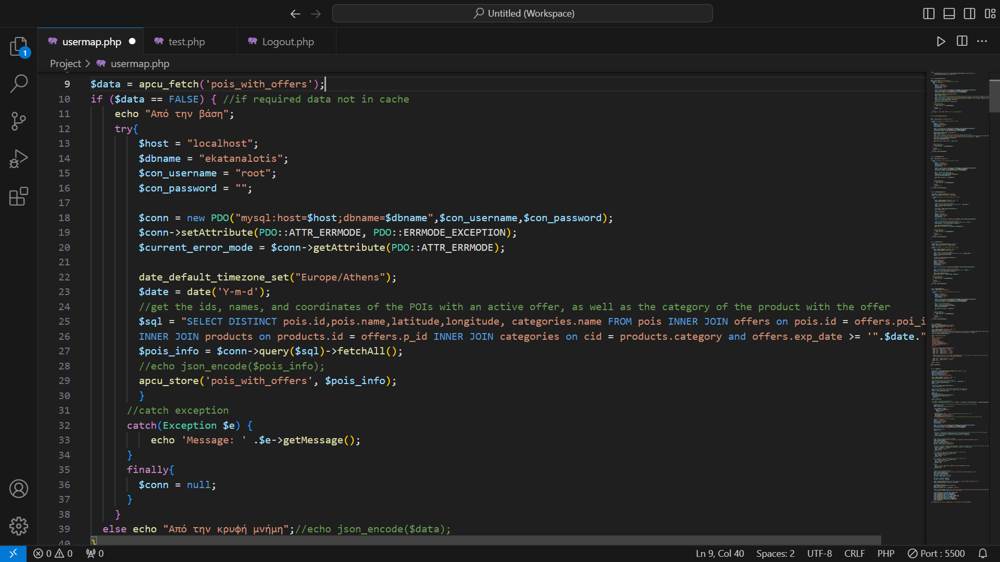 Untitled (Workspace)
usermap.php
test.php
Logout.php
1
Project > usermap.php
9 $data = apcu_fetch('pois_with_offers');
10 if ($data == FALSE) { //if required data not in cache
11 echo "Από την βάση";
12 try{
13 $host = "localhost";
14 $dbname = "ekatanalotis";
15 $con_username = "root";
16 $con_password = "";
17
18 $conn = new PDO("mysql:host=$host;dbname=$dbname",$con_username,$con_password);
19 $conn->setAttribute(PDO::ATTR_ERRMODE, PDO::ERRMODE_EXCEPTION);
20 $current_error_mode = $conn->getAttribute(PDO::ATTR_ERRMODE);
21
22 date_default_timezone_set("Europe/Athens");
23 $date = date('Y-m-d');
24 //get the ids, names, and coordinates of the POIs with an active offer, as well as the category of the product with the offer
25 $sql = "SELECT DISTINCT pois.id,pois.name,latitude,longitude, categories.name FROM pois INNER JOIN offers on pois.id = offers.poi_i
26 INNER JOIN products on products.id = offers.p_id INNER JOIN categories on cid = products.category and offers.exp_date >= '".$date."
27 $pois_info = $conn->query($sql)->fetchAll();
28 //echo json_encode($pois_info);
29 apcu_store('pois_with_offers', $pois_info);
30 }
31 //catch exception
32 catch(Exception $e) {
33 echo 'Message: ' .$e->getMessage();
34 }
35 finally{
36 $conn = null;
37 }
38 }
39 else echo "Από την κρυφή μνήμη";//echo json_encode($data);
40 }
0 0 0
Ln 9, Col 40 Spaces: 2 UTF-8 CRLF PHP Port : 5500